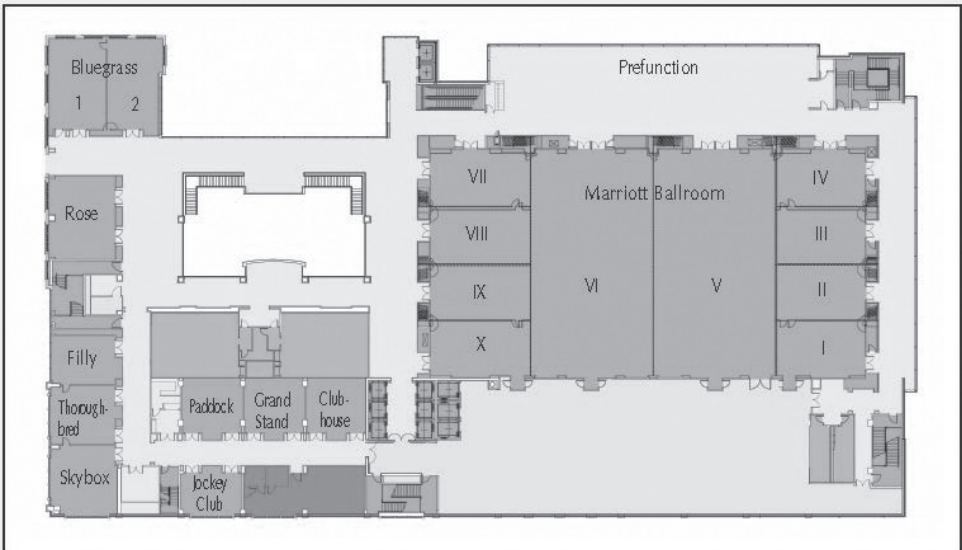 Bluegrass
1 2
Prefunction
Rose
VII
VIII
IX
X
Marriott Ballroom
VI
V
IV
III
II
I
Filly
Thorough-
bred
Skybox
Paddock
Grand
Stand
Club-
house
Jockey
Club